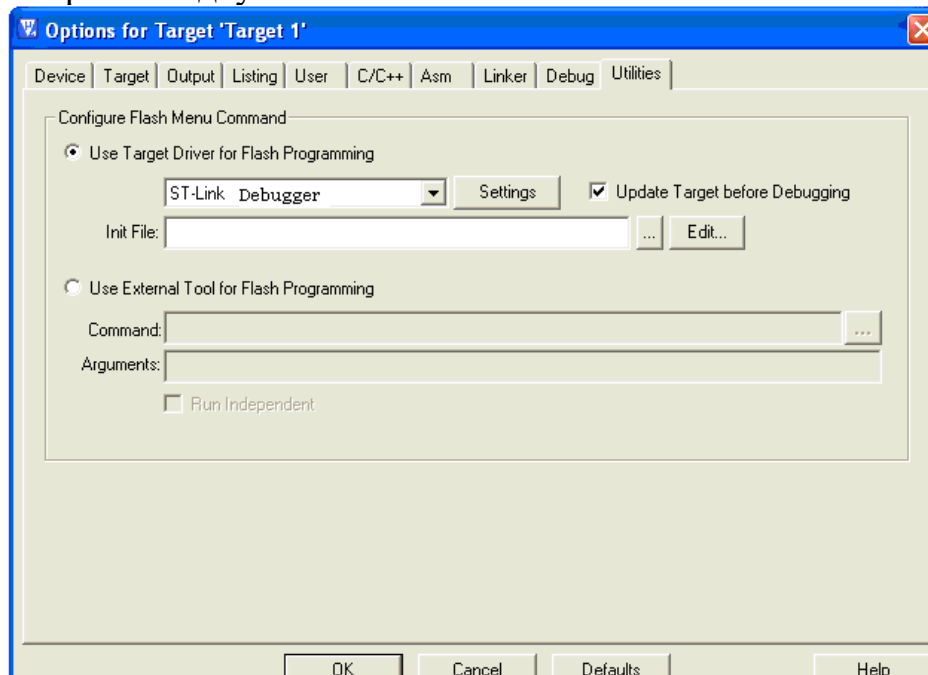 Options for Target 'Target 1'
Device Target Output Listing User C/C++ Asm Linker Debug Utilities
Configure Flash Menu Command
Use Target Driver for Flash Programming
ST-Link Debugger Settings Update Target before Debugging
Init File: ... Edit...
Use External Tool for Flash Programming
Command: ...
Arguments:
Run Independent
OK Cancel Defaults Help